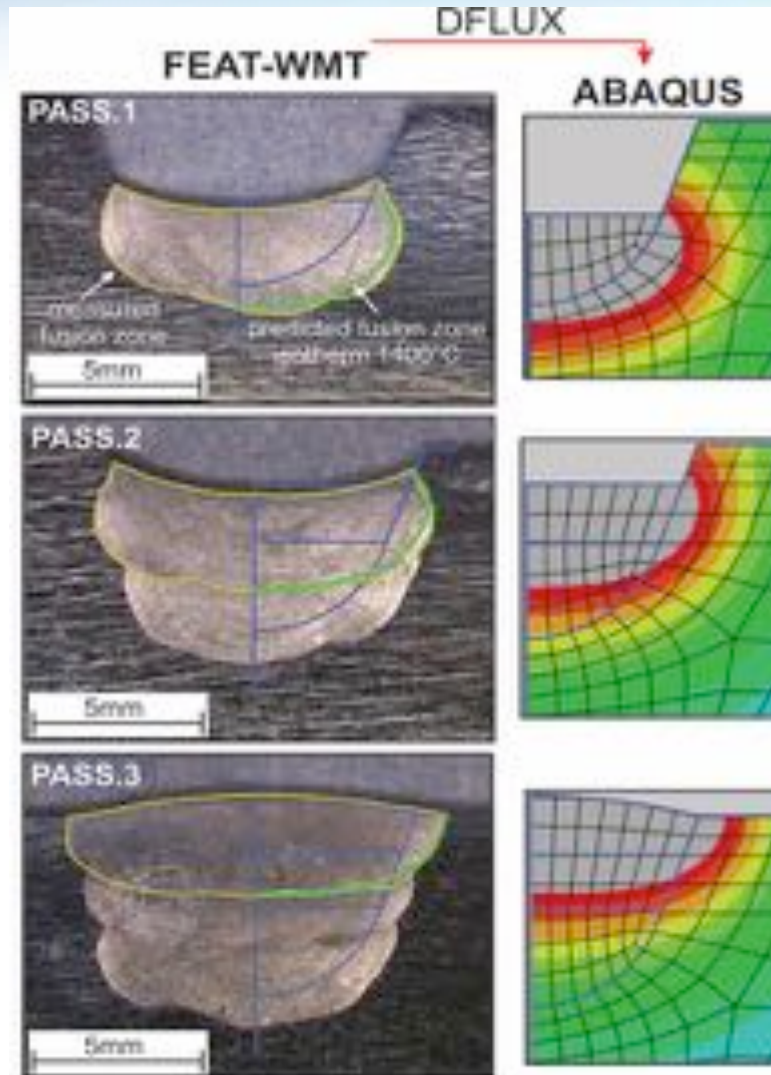 DFLUX
FEAT-WMT
ABAQUS
PASS.1
measured
fusion zone
predicted fusion zone
isotherm 1400°C
5mm
PASS.2
5mm
PASS.3
5mm